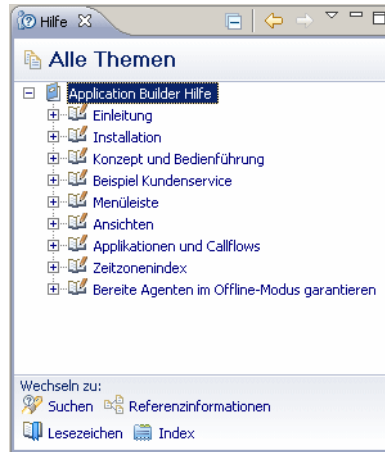 Hilfe
Alle Themen
Application Builder Hilfe
Einleitung
Installation
Konzept und Bedienführung
Beispiel Kundenservice
Menüleiste
Ansichten
Applikationen und Callflows
Zeitzonenindex
Bereite Agenten im Offline-Modus garantieren
Wechseln zu:
Suchen Referenzinformationen
Lesezeichen Index